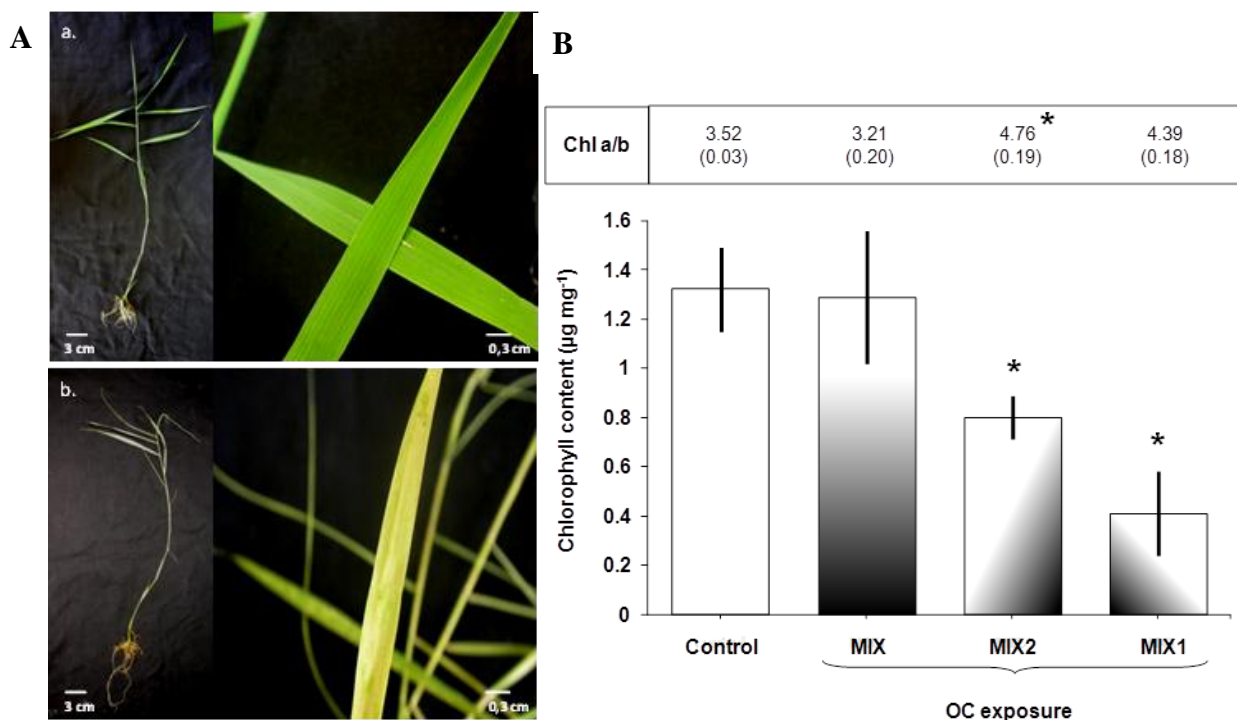 A
a.
3 cm
0,3 cm
b.
3 cm
0,3 cm
B
Chl a/b
3.52
(0.03)
3.21
(0.20)
4.76 *
(0.19)
4.39
(0.18)
Chlorophyll content (µg mg⁻¹)
1.6
1.4
1.2
1
0.8
0.6
0.4
0.2
0
*
*
Control
MIX
MIX2
MIX1
OC exposure